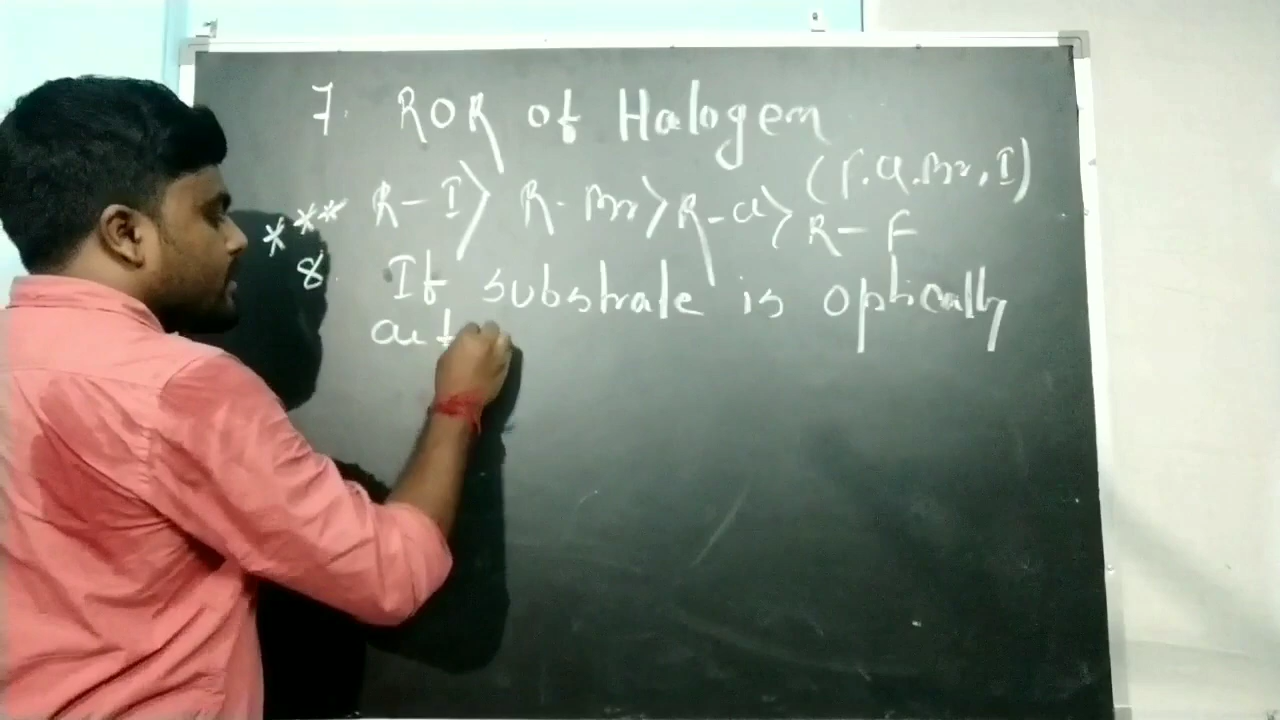 7. ROR of Halogen
(F, Cl, Br, I)
*** R-I > R-Br > R-Cl > R-F
8. If substrate is optically
act